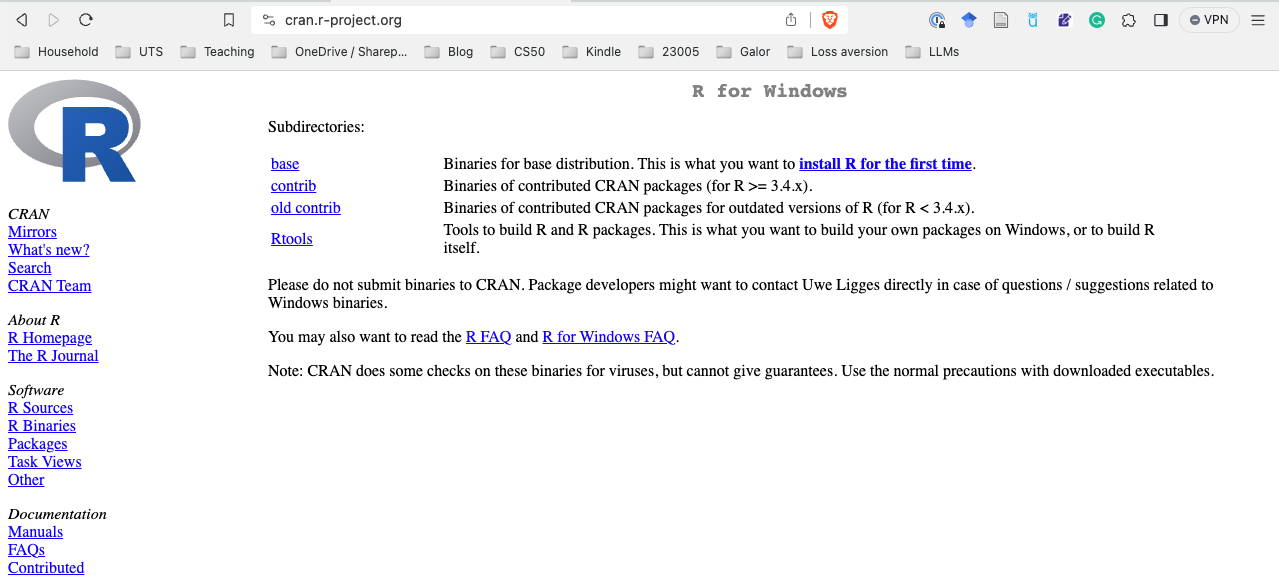 cran.r-project.org
VPN
Household UTS Teaching OneDrive / Sharep... Blog CS50 Kindle 23005 Galor Loss aversion LLMs
R
R for Windows
Subdirectories:
base Binaries for base distribution. This is what you want to install R for the first time.
contrib Binaries of contributed CRAN packages (for R >= 3.4.x).
old contrib Binaries of contributed CRAN packages for outdated versions of R (for R < 3.4.x).
Rtools Tools to build R and R packages. This is what you want to build your own packages on Windows, or to build R
itself.
Please do not submit binaries to CRAN. Package developers might want to contact Uwe Ligges directly in case of questions / suggestions related to
Windows binaries.
You may also want to read the R FAQ and R for Windows FAQ.
Note: CRAN does some checks on these binaries for viruses, but cannot give guarantees. Use the normal precautions with downloaded executables.
CRAN
Mirrors
What's new?
Search
CRAN Team
About R
R Homepage
The R Journal
Software
R Sources
R Binaries
Packages
Task Views
Other
Documentation
Manuals
FAQs
Contributed